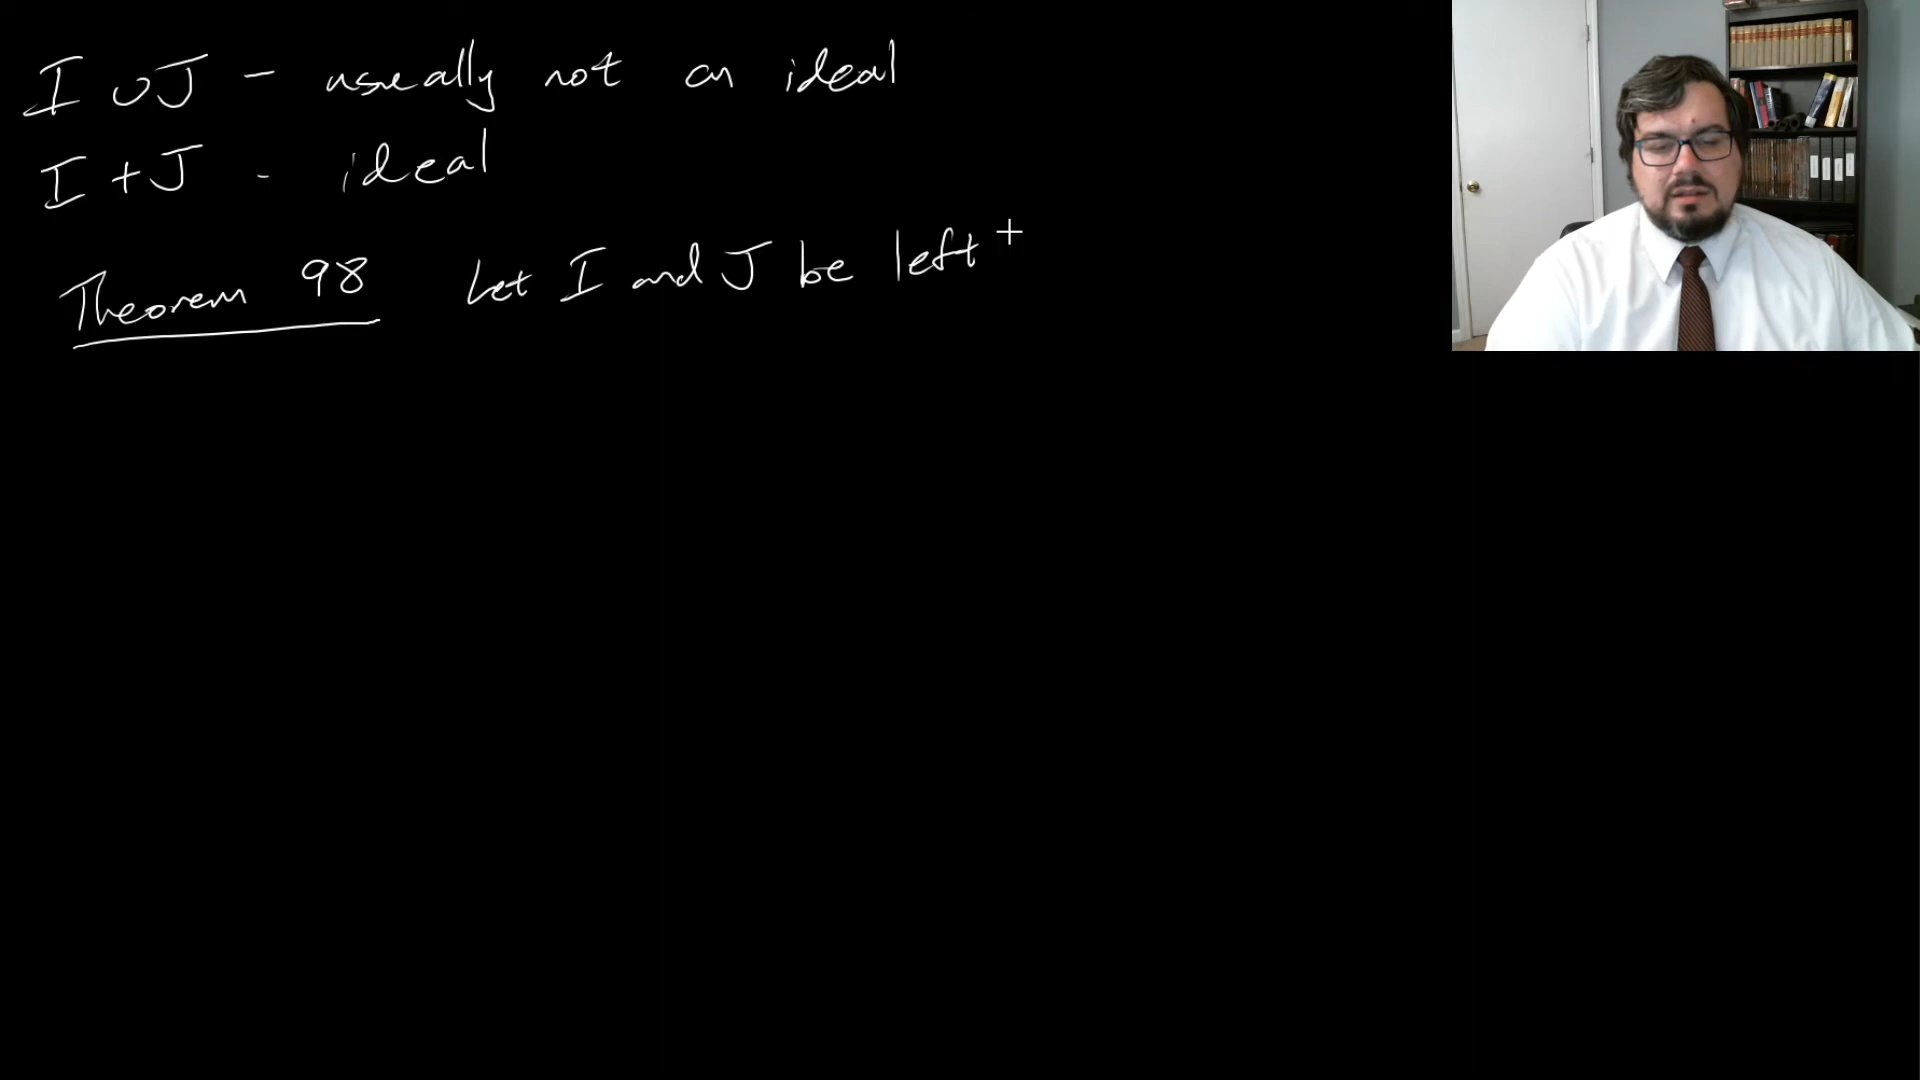 I ∪ J - usually not an ideal
I + J - ideal
Theorem 98 Let I and J be left